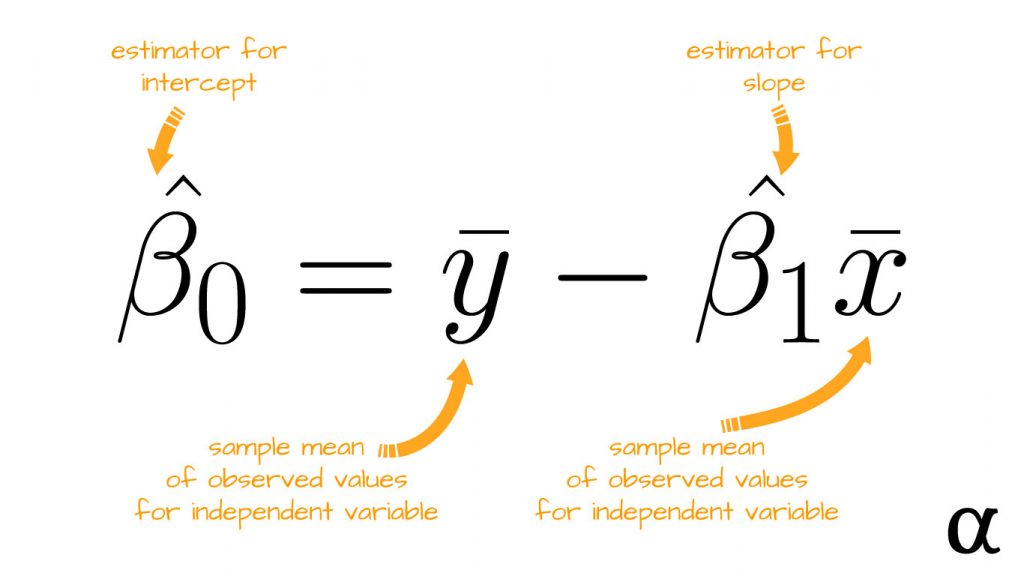 estimator for
intercept
estimator for
slope
β̂₀ = ȳ − β̂₁x̄
sample mean
of observed values
for independent variable
sample mean
of observed values
for independent variable
α